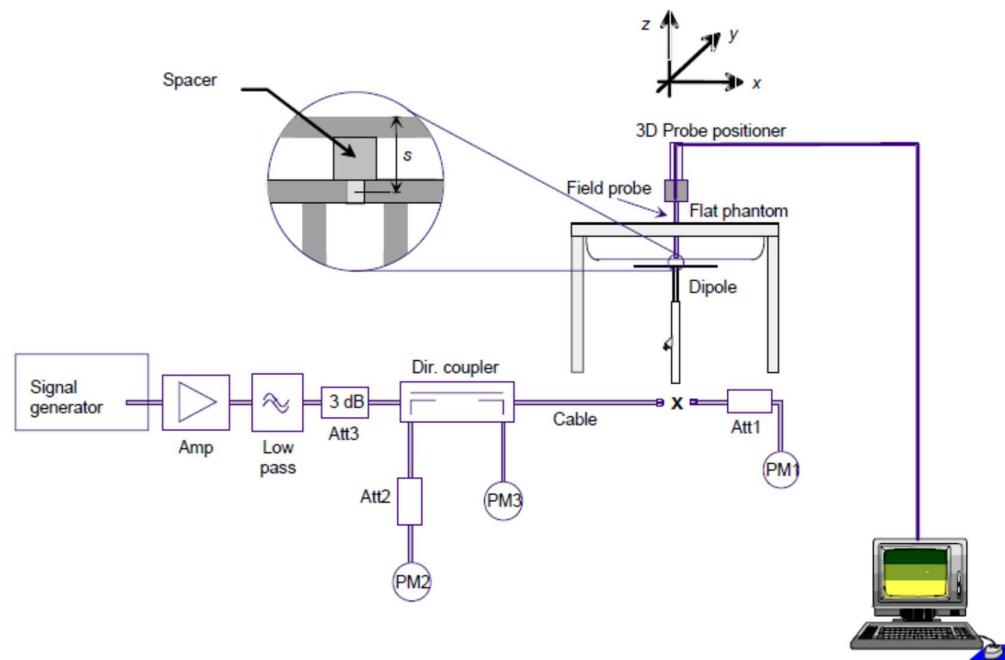 z
y
x
Spacer
s
3D Probe positioner
Field probe
Flat phantom
Dipole
Signal
generator
Amp
Low
pass
3 dB
Att3
Dir. coupler
Cable
X
Att1
PM1
Att2
PM3
PM2